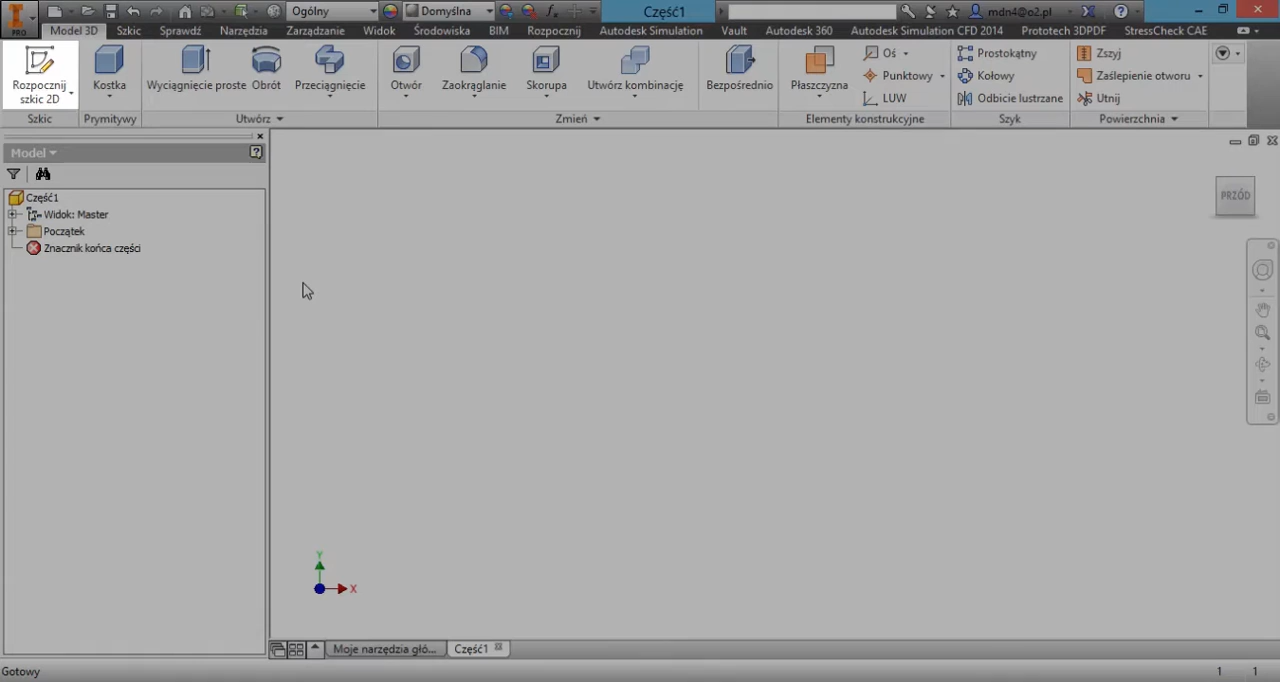 PRO
Ogólny
Domyślna
Część1
mdn4@o2.pl
Model 3D
Szkic
Sprawdź
Narzędzia
Zarządzanie
Widok
Środowiska
BIM
Rozpocznij
Autodesk Simulation
Vault
Autodesk 360
Autodesk Simulation CFD 2014
Prototech 3DPDF
StressCheck CAE
Rozpocznij
szkic 2D
Kostka
Wyciągnięcie proste
Obrót
Przeciągnięcie
Otwór
Zaokrąglanie
Skorupa
Utwórz kombinację
Bezpośrednio
Płaszczyzna
Oś
Punktowy
LUW
Prostokątny
Kołowy
Odbicie lustrzane
Zszyj
Zaślepienie otworu
Utnij
Szkic
Prymitywy
Utwórz
Zmień
Elementy konstrukcyjne
Szyk
Powierzchnia
Model
Część1
Widok: Master
Początek
Znacznik końca części
PRZÓD
Y
X
Moje narzędzia głó...
Część1
Gotowy
1
1